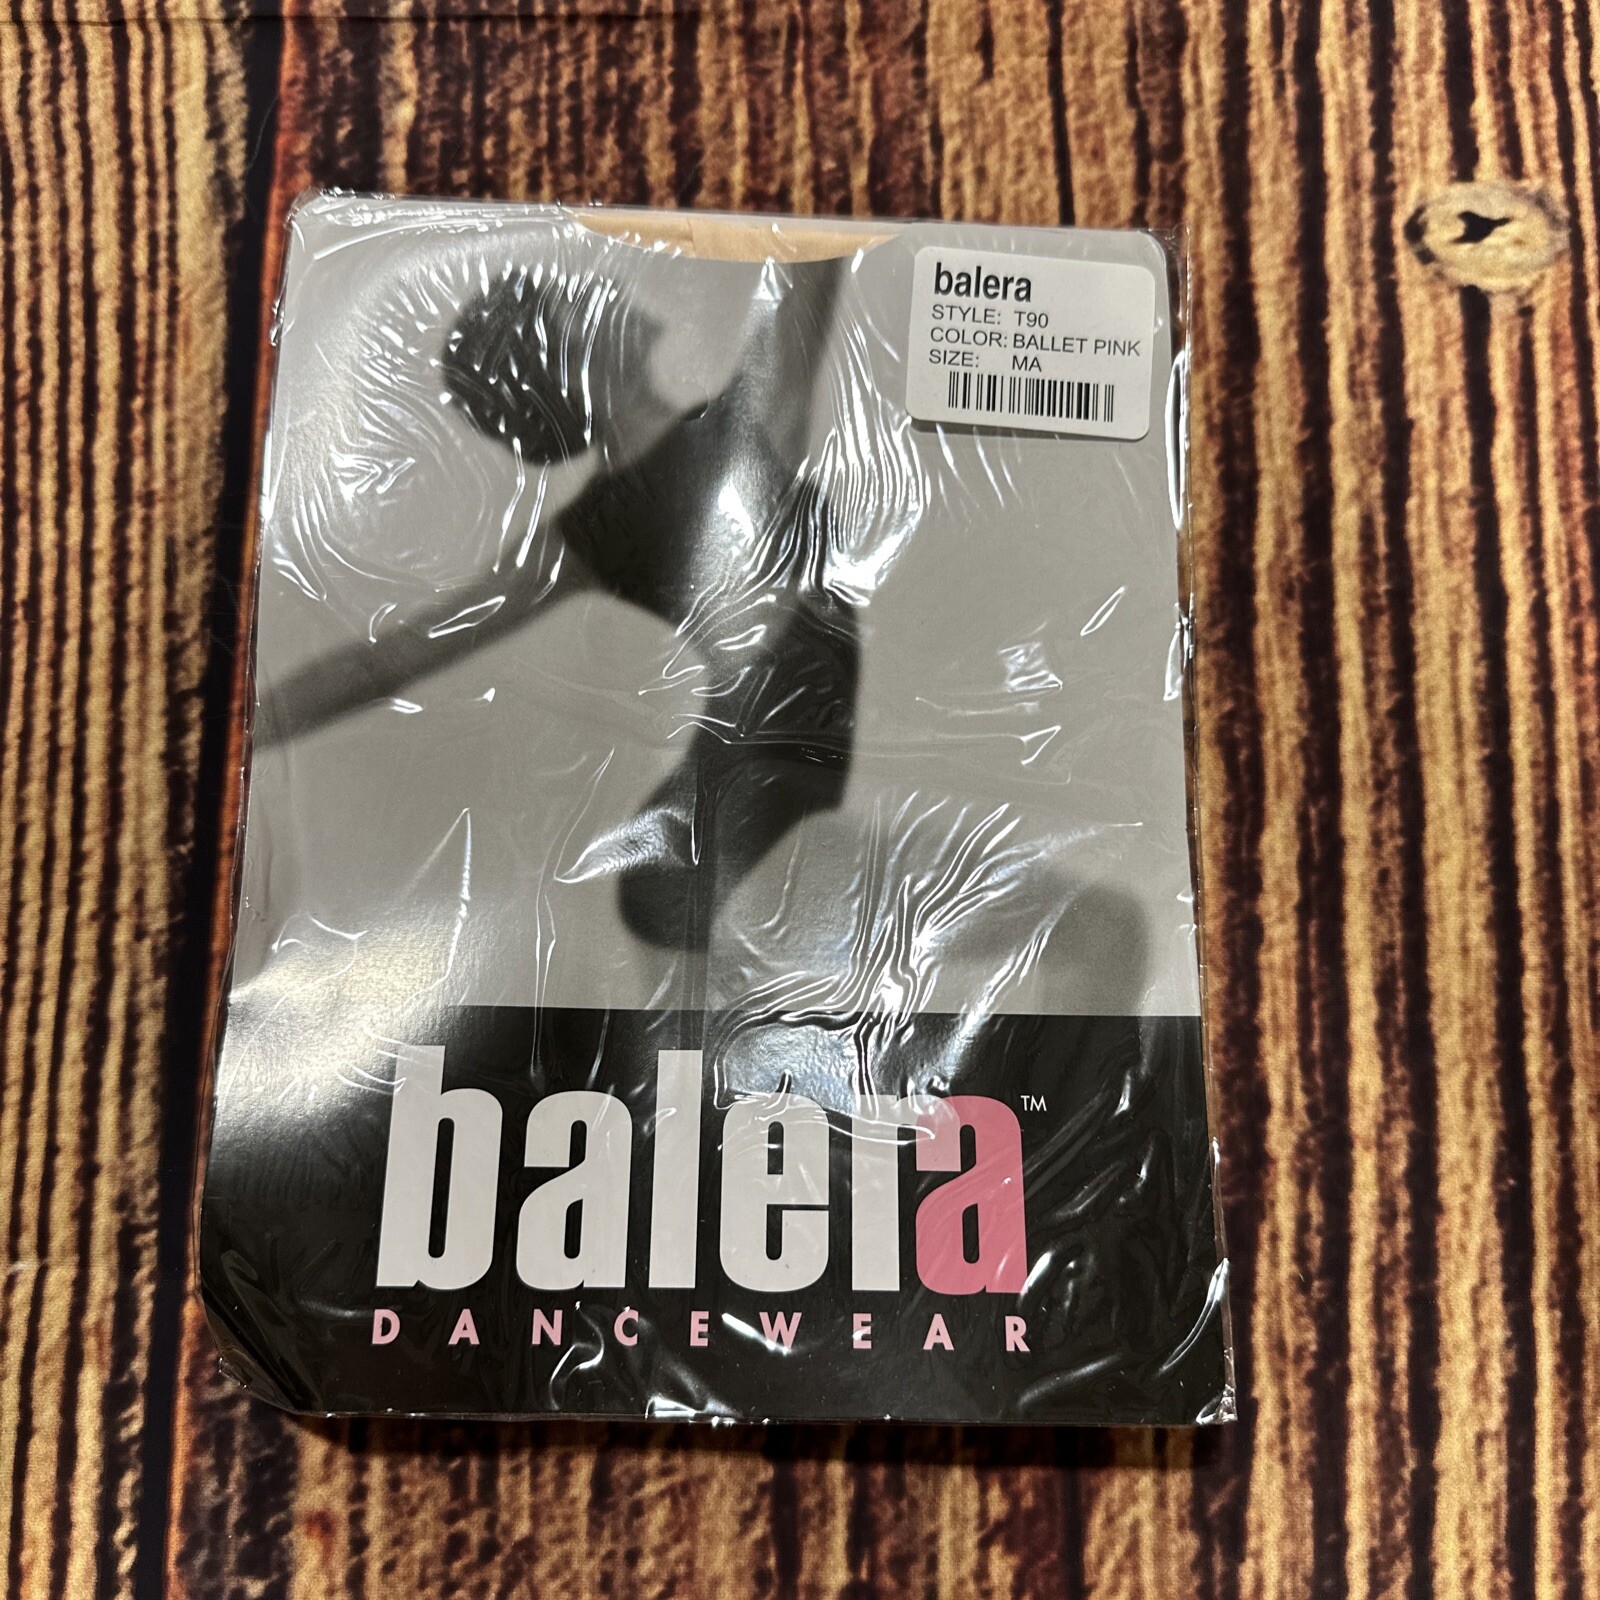 balera
STYLE: T90
COLOR: BALLET PINK
SIZE: MA
balera™
DANCEWEAR